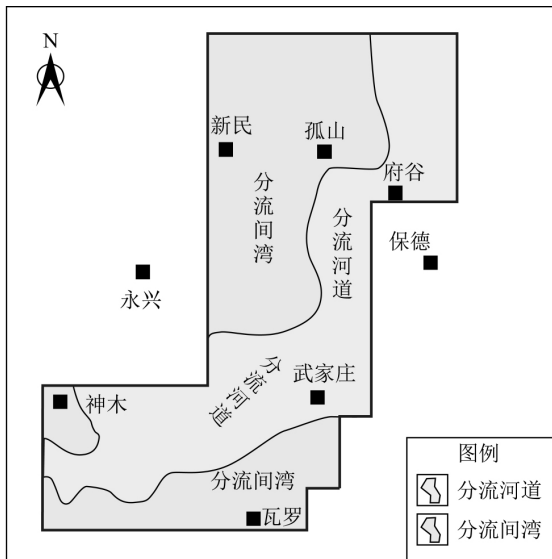 N
新民
孤山
府谷
分流间湾
分流河道
保德
永兴
分流河道
武家庄
神木
分流间湾
瓦罗
图例
分流河道
分流间湾